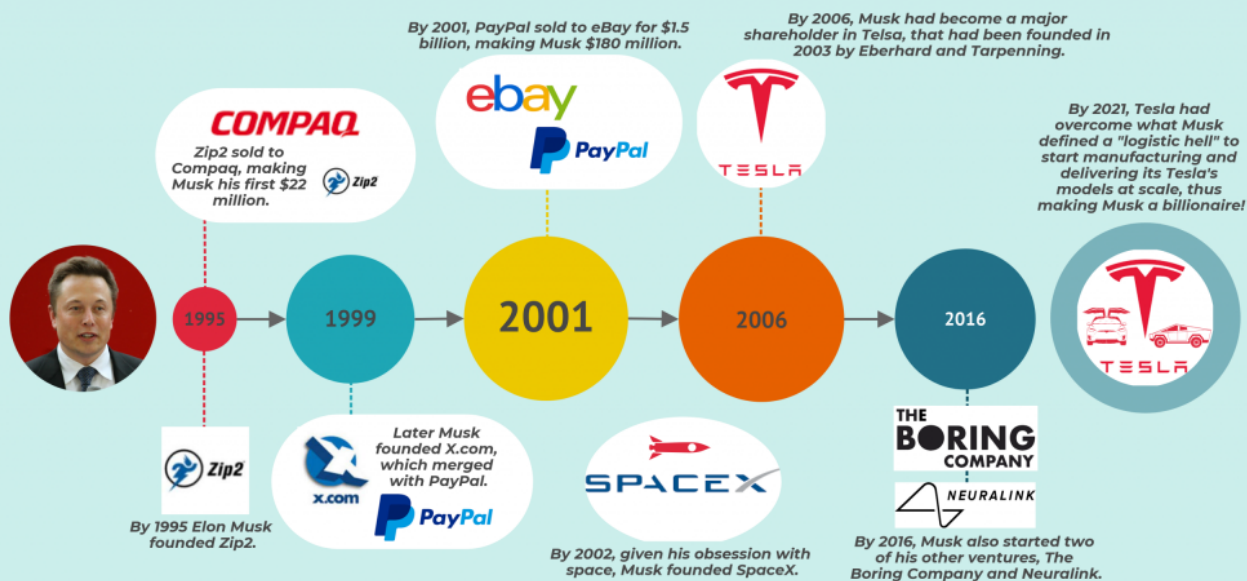 By 2001, PayPal sold to eBay for $1.5
billion, making Musk $180 million.
By 2006, Musk had become a major
shareholder in Telsa, that had been founded in
2003 by Eberhard and Tarpenning.
COMPAQ
Zip2 sold to
Compaq, making
Musk his first $22
million.
Zip2
ebay
PayPal
TESLA
By 2021, Tesla had
overcome what Musk
defined a "logistic hell" to
start manufacturing and
delivering its Tesla's
models at scale, thus
making Musk a billionaire!
1995
1999
2001
2006
2016
TESLA
Zip2
By 1995 Elon Musk
founded Zip2.
X
x.com
Later Musk
founded X.com,
which merged
with PayPal.
PayPal
SPACEX
By 2002, given his obsession with
space, Musk founded SpaceX.
THE
BORING
COMPANY
NEURALINK
By 2016, Musk also started two
of his other ventures, The
Boring Company and Neuralink.